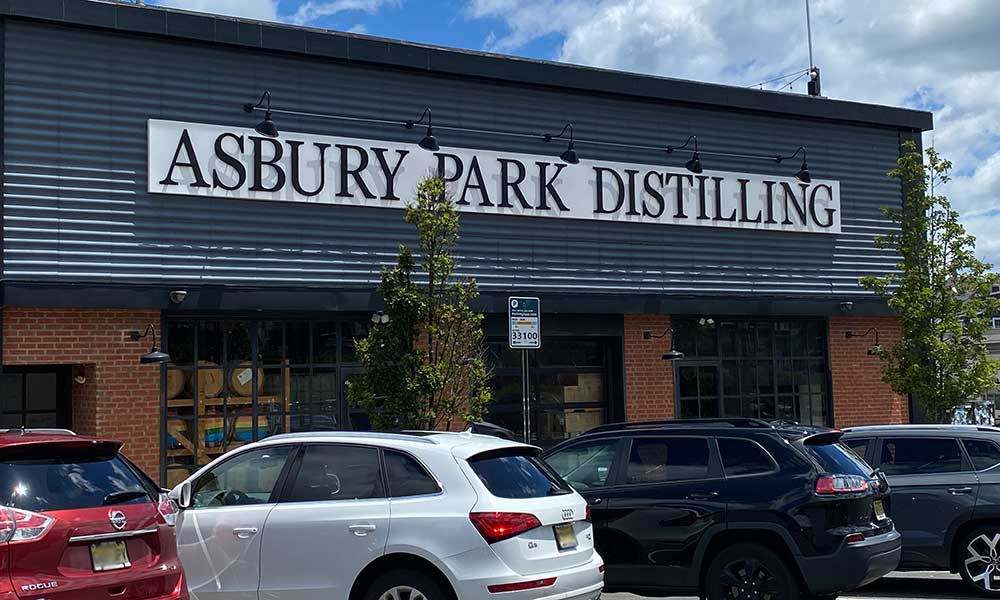 ASBURY PARK DISTILLING
P
33100
ROGUE
Q5